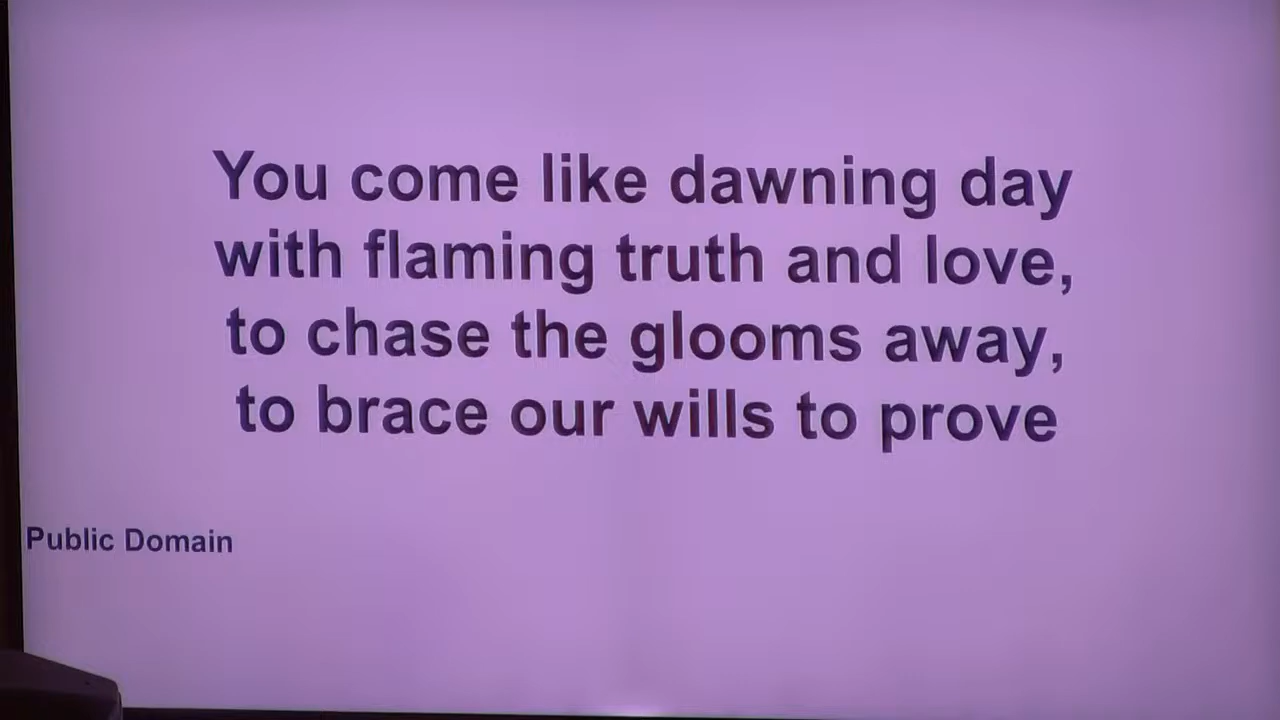 You come like dawning day
with flaming truth and love,
to chase the glooms away,
to brace our wills to prove
Public Domain